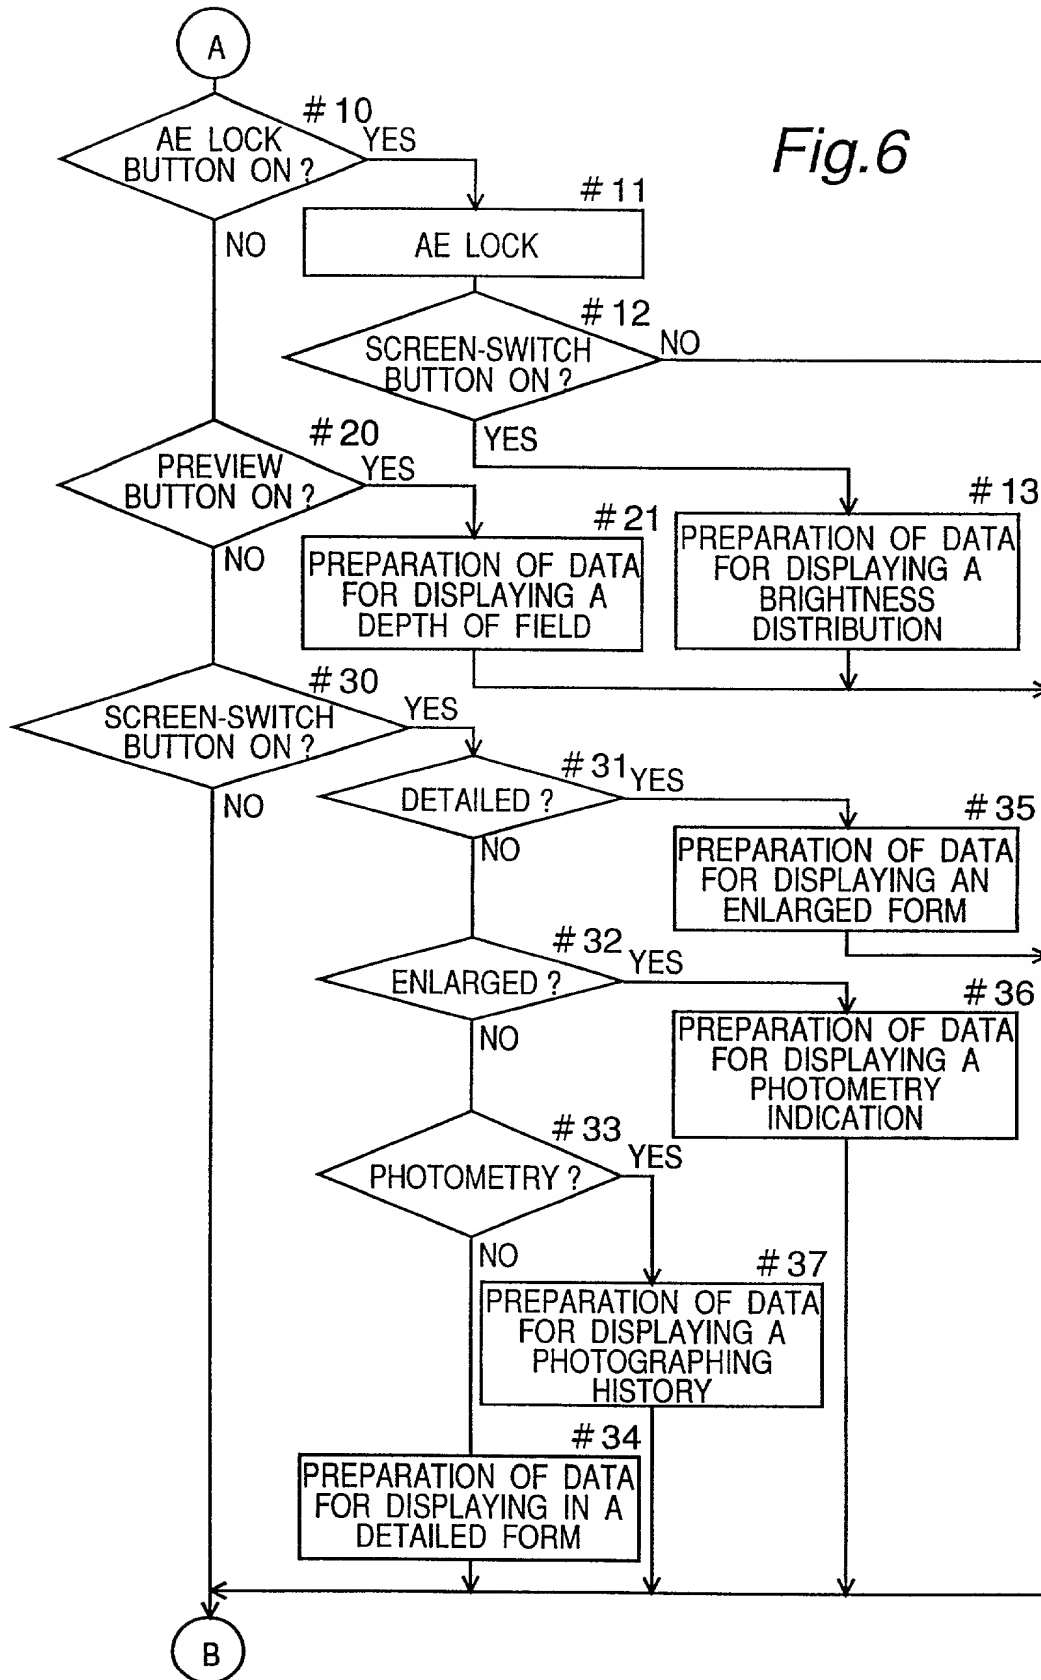 A
Fig.6
#10
AE LOCK
BUTTON ON?
YES
NO
#11
AE LOCK
#12
SCREEN-SWITCH
BUTTON ON?
NO
YES
#13
PREPARATION OF DATA
FOR DISPLAYING A
BRIGHTNESS
DISTRIBUTION
#20
PREVIEW
BUTTON ON?
YES
NO
#21
PREPARATION OF DATA
FOR DISPLAYING A
DEPTH OF FIELD
#30
SCREEN-SWITCH
BUTTON ON?
YES
NO
#31
DETAILED?
YES
NO
#35
PREPARATION OF DATA
FOR DISPLAYING AN
ENLARGED FORM
#32
ENLARGED?
YES
NO
#36
PREPARATION OF DATA
FOR DISPLAYING A
PHOTOMETRY
INDICATION
#33
PHOTOMETRY?
YES
NO
#37
PREPARATION OF DATA
FOR DISPLAYING A
PHOTOGRAPHING
HISTORY
#34
PREPARATION OF DATA
FOR DISPLAYING IN A
DETAILED FORM
B